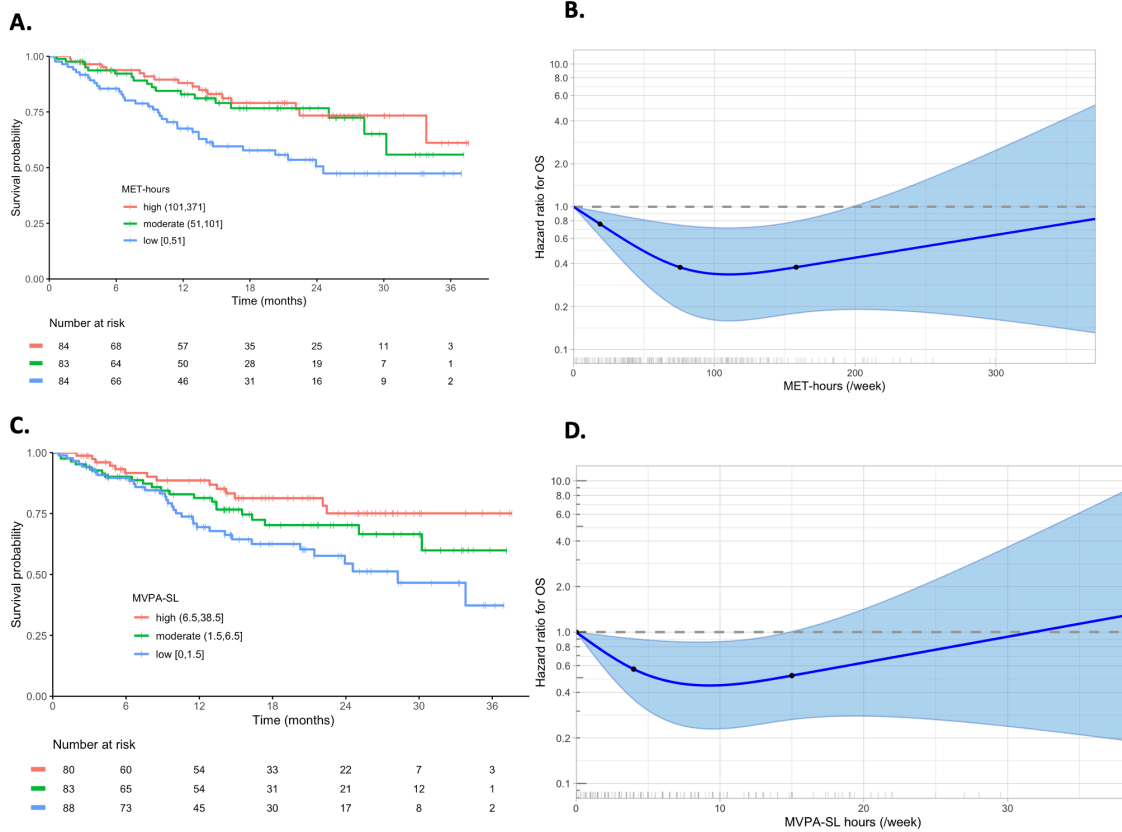 A.
Survival probability
1.00
0.75
0.50
0.25
0.00
MET-hours
high (101,371]
moderate (51,101]
low [0,51]
0 6 12 18 24 30 36
Time (months)
Number at risk
84 68 57 35 25 11 3
83 64 50 28 19 7 1
84 66 46 31 16 9 2
B.
Hazard ratio for OS
10.0
8.0
6.0
4.0
2.0
1.0
0.8
0.6
0.4
0.2
0.1
0 100 200 300
MET-hours (/week)
C.
Survival probability
1.00
0.75
0.50
0.25
0.00
MVPA-SL
high (6.5,38.5]
moderate (1.5,6.5]
low [0,1.5]
0 6 12 18 24 30 36
Time (months)
Number at risk
80 60 54 33 22 7 3
83 65 54 31 21 12 1
88 73 45 30 17 8 2
D.
Hazard ratio for OS
10.0
8.0
6.0
4.0
2.0
1.0
0.8
0.6
0.4
0.2
0.1
0 10 20 30
MVPA-SL hours (/week)